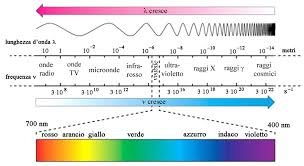 λ cresce
lunghezza d'onda λ 10 1 10⁻² 10⁻⁴ 10⁻⁶ 10⁻⁸ 10⁻¹⁰ 10⁻¹² 10⁻¹⁴ metri
onde radio onde TV microonde infra-rosso visibile ultra-violetto raggi X raggi γ raggi cosmici
frequenza ν 3·10⁸ 3·10¹⁰ 3·10¹² 3·10¹⁴ 3·10¹⁶ 3·10¹⁸ 3·10²⁰ 3·10²² s⁻¹
ν cresce
700 nm 400 nm
rosso arancio giallo verde azzurro indaco violetto